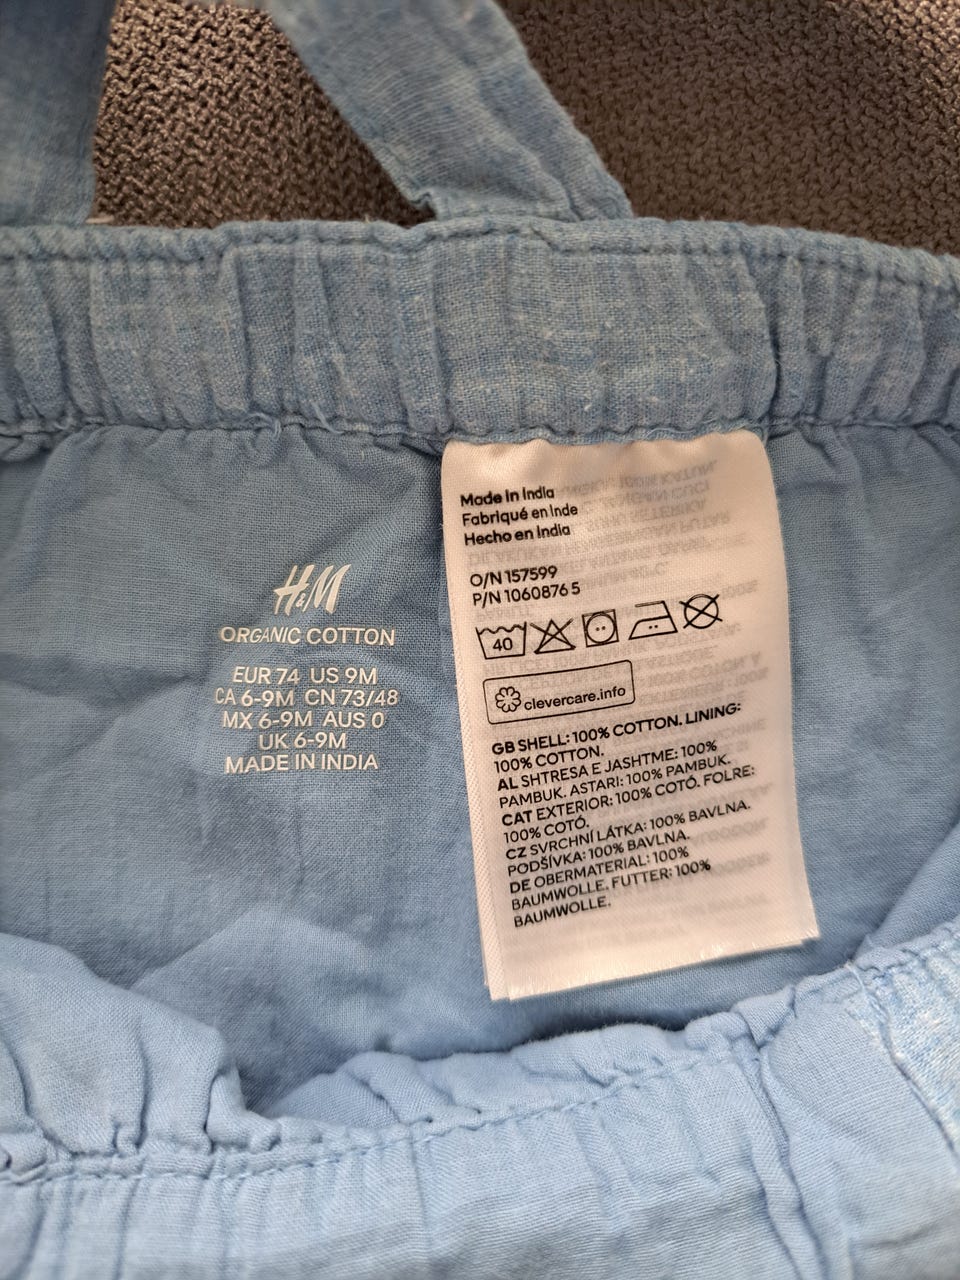 H&M
ORGANIC COTTON
EUR 74 US 9M
CA 6-9M CN 73/48
MX 6-9M AUS 0
UK 6-9M
MADE IN INDIA
Made in India
Fabriqué en Inde
Hecho en India
O/N 157599
P/N 1060876 5
40
clevercare.info
GB SHELL: 100% COTTON. LINING:
100% COTTON.
AL SHTRESA E JASHTME: 100%
PAMBUK. ASTARI: 100% PAMBUK.
CAT EXTERIOR: 100% COTÓ. FOLRE:
100% COTÓ.
CZ SVRCHNÍ LÁTKA: 100% BAVLNA.
PODŠÍVKA: 100% BAVLNA.
DE OBERMATERIAL: 100%
BAUMWOLLE. FUTTER: 100%
BAUMWOLLE.